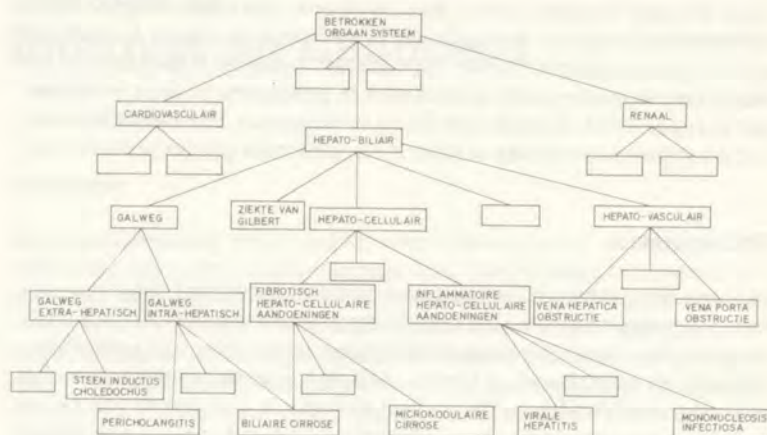 BETROKKEN
ORGAAN SYSTEEM
CARDIOVASCULAIR
HEPATO-BILIAIR
RENAAL
GALWEG
ZIEKTE VAN
GILBERT
HEPATO-CELLULAIR
HEPATO-VASCULAIR
GALWEG
EXTRA-HEPATISCH
GALWEG
INTRA-HEPATISCH
FIBROTISCH
HEPATO-CELLULAIRE
AANDOENINGEN
INFLAMMATOIRE
HEPATO-CELLULAIRE
AANDOENINGEN
VENA HEPATICA
OBSTRUCTIE
VENA PORTA
OBSTRUCTIE
STEEN IN DUCTUS
CHOLEDOCHUS
PERICHOLANGITIS
BILIAIRE CIRROSE
MICRONODULAIRE
CIRROSE
VIRALE
HEPATITIS
MONONUCLEOSIS
INFECTIOSA